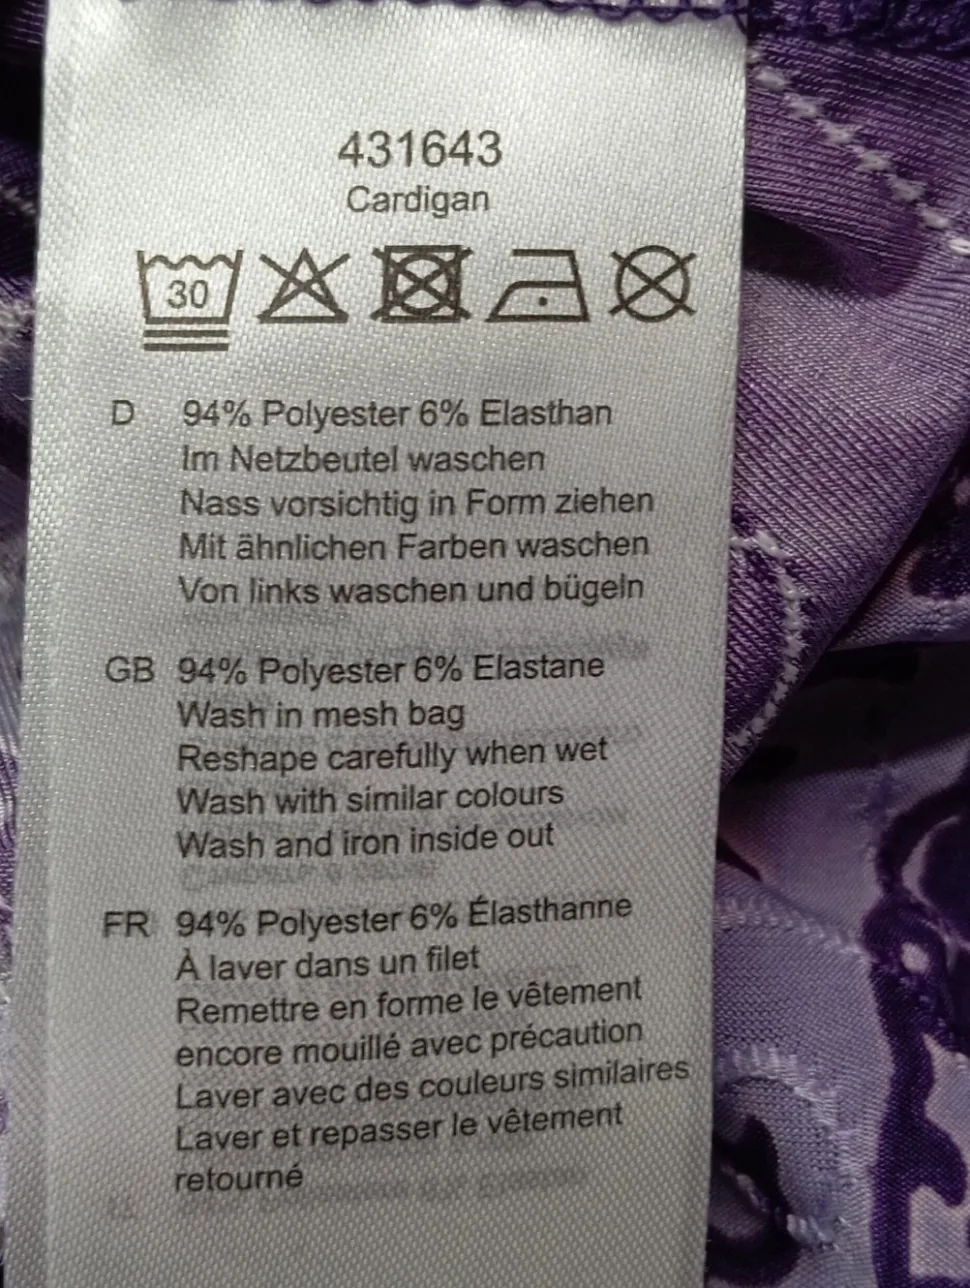 431643
Cardigan
30
D 94% Polyester 6% Elasthan
Im Netzbeutel waschen
Nass vorsichtig in Form ziehen
Mit ähnlichen Farben waschen
Von links waschen und bügeln
GB 94% Polyester 6% Elastane
Wash in mesh bag
Reshape carefully when wet
Wash with similar colours
Wash and iron inside out
FR 94% Polyester 6% Élasthanne
À laver dans un filet
Remettre en forme le vêtement
encore mouillé avec précaution
Laver avec des couleurs similaires
Laver et repasser le vêtement
retourné